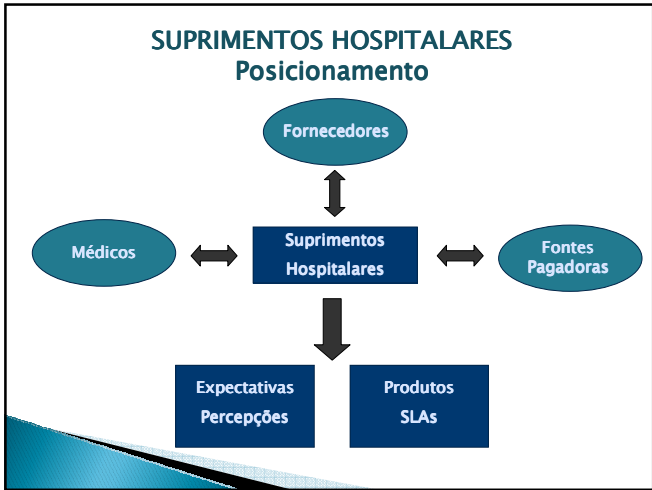 SUPRIMENTOS HOSPITALARES
Posicionamento
Fornecedores
Médicos
Suprimentos
Hospitalares
Fontes
Pagadoras
Expectativas
Percepções
Produtos
SLAs